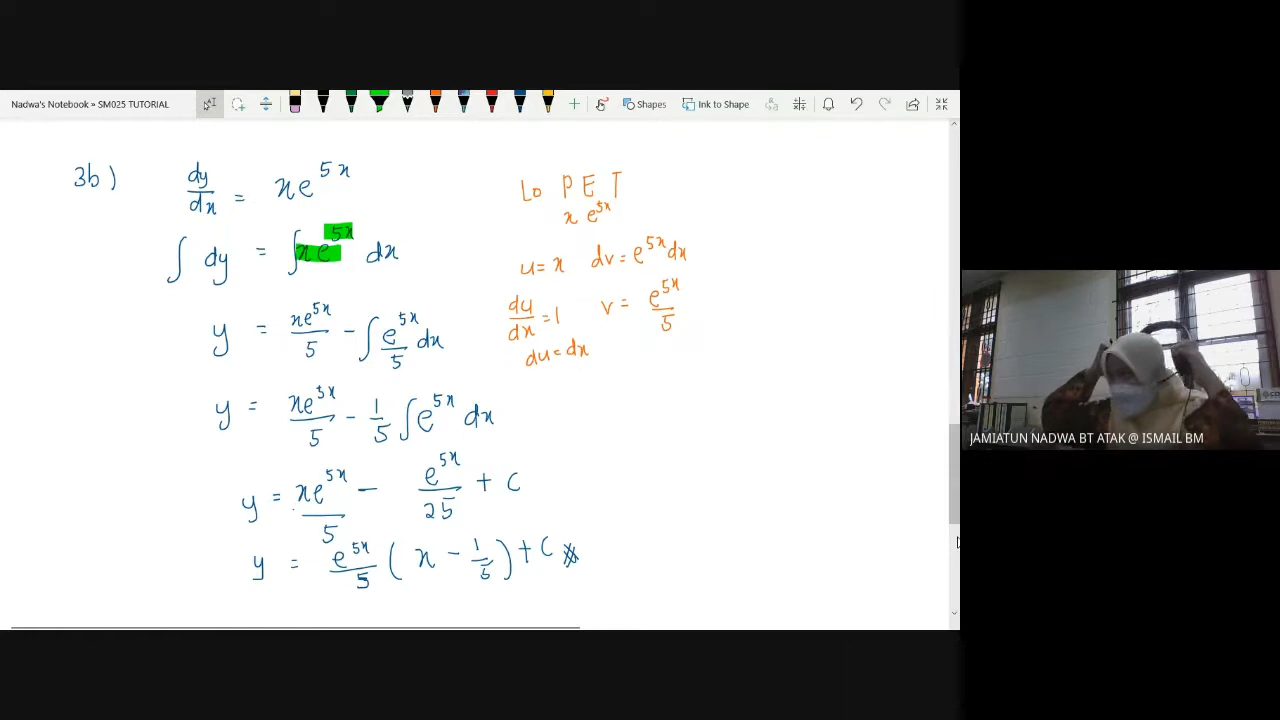 Nadwa's Notebook » SM025 TUTORIAL
Shapes
Ink to Shape
3b) dy/dx = xe^5x
∫ dy = ∫ xe^5x dx
y = xe^5x/5 - ∫ e^5x/5 dx
y = xe^5x/5 - 1/5 ∫ e^5x dx
y = xe^5x/5 - e^5x/25 + C
y = e^5x/5 ( x - 1/5 ) + C
Lo P E T
x e^5x
u = x dv = e^5x dx
du/dx = 1 v = e^5x/5
du = dx
JAMIATUN NADWA BT ATAK @ ISMAIL BM